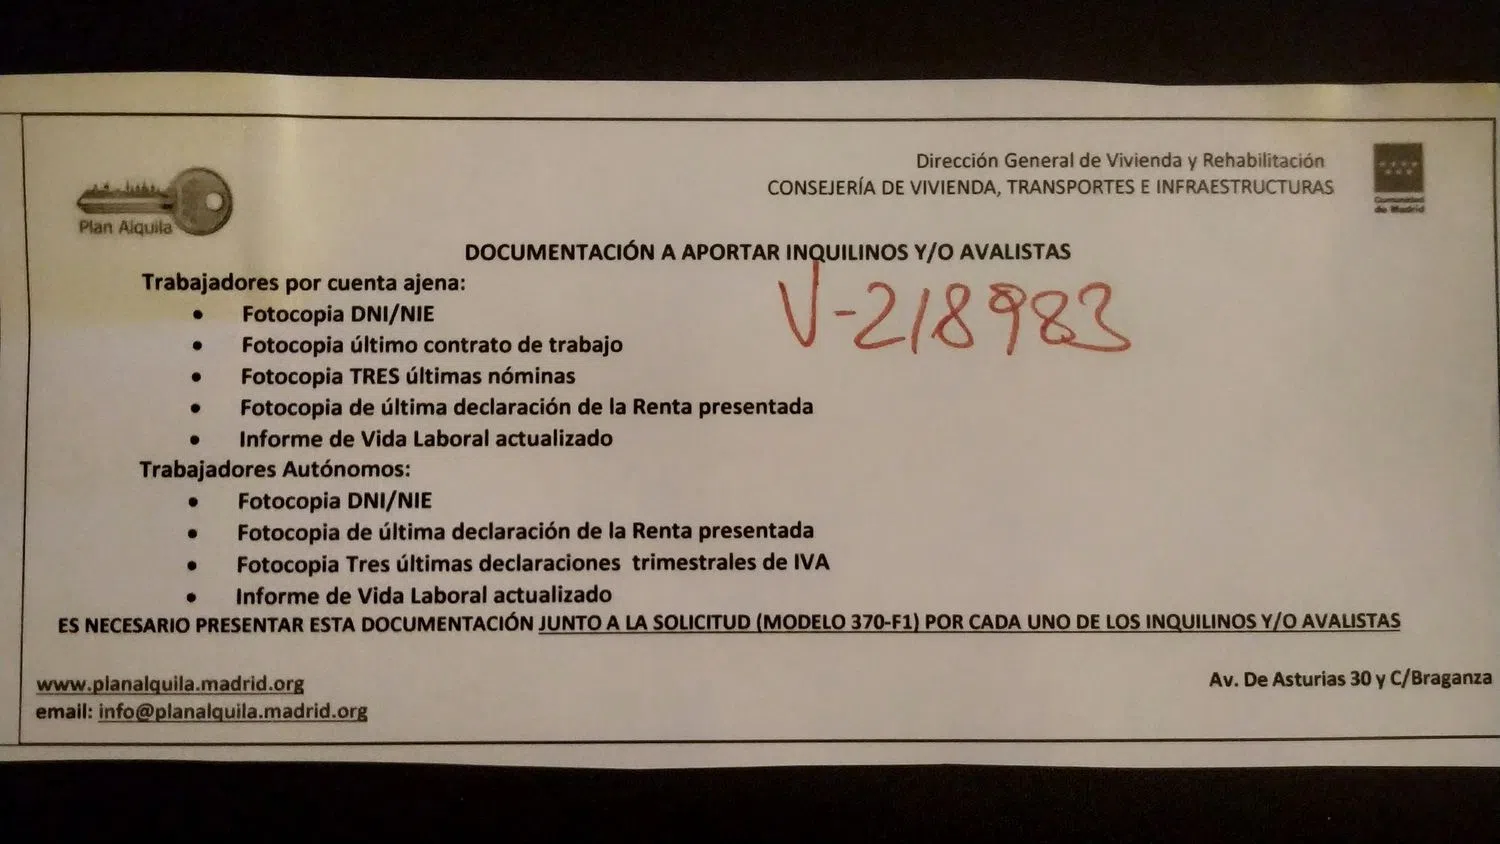 Plan Alquila
Dirección General de Vivienda y Rehabilitación
CONSEJERÍA DE VIVIENDA, TRANSPORTES E INFRAESTRUCTURAS
Comunidad
de Madrid
DOCUMENTACIÓN A APORTAR INQUILINOS Y/O AVALISTAS
V-218983
Trabajadores por cuenta ajena:
• Fotocopia DNI/NIE
• Fotocopia último contrato de trabajo
• Fotocopia TRES últimas nóminas
• Fotocopia de última declaración de la Renta presentada
• Informe de Vida Laboral actualizado
Trabajadores Autónomos:
• Fotocopia DNI/NIE
• Fotocopia de última declaración de la Renta presentada
• Fotocopia Tres últimas declaraciones trimestrales de IVA
• Informe de Vida Laboral actualizado
ES NECESARIO PRESENTAR ESTA DOCUMENTACIÓN JUNTO A LA SOLICITUD (MODELO 370-F1) POR CADA UNO DE LOS INQUILINOS Y/O AVALISTAS
www.planalquila.madrid.org
email: info@planalquila.madrid.org
Av. De Asturias 30 y C/Braganza